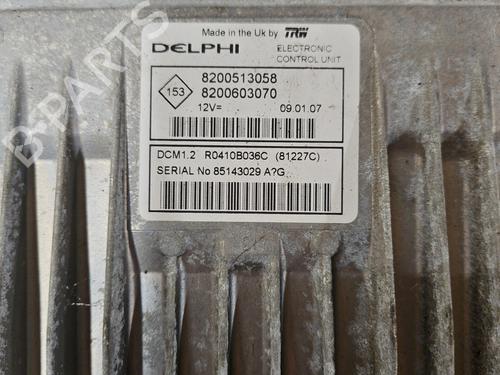 Made in the Uk by TRW
DELPHI
ELECTRONIC
CONTROL UNIT
153
8200513058
8200603070
12V=
09.01.07
DCM1.2 R0410B036C (81227C)
SERIAL No 85143029 A?G
B-PARTS